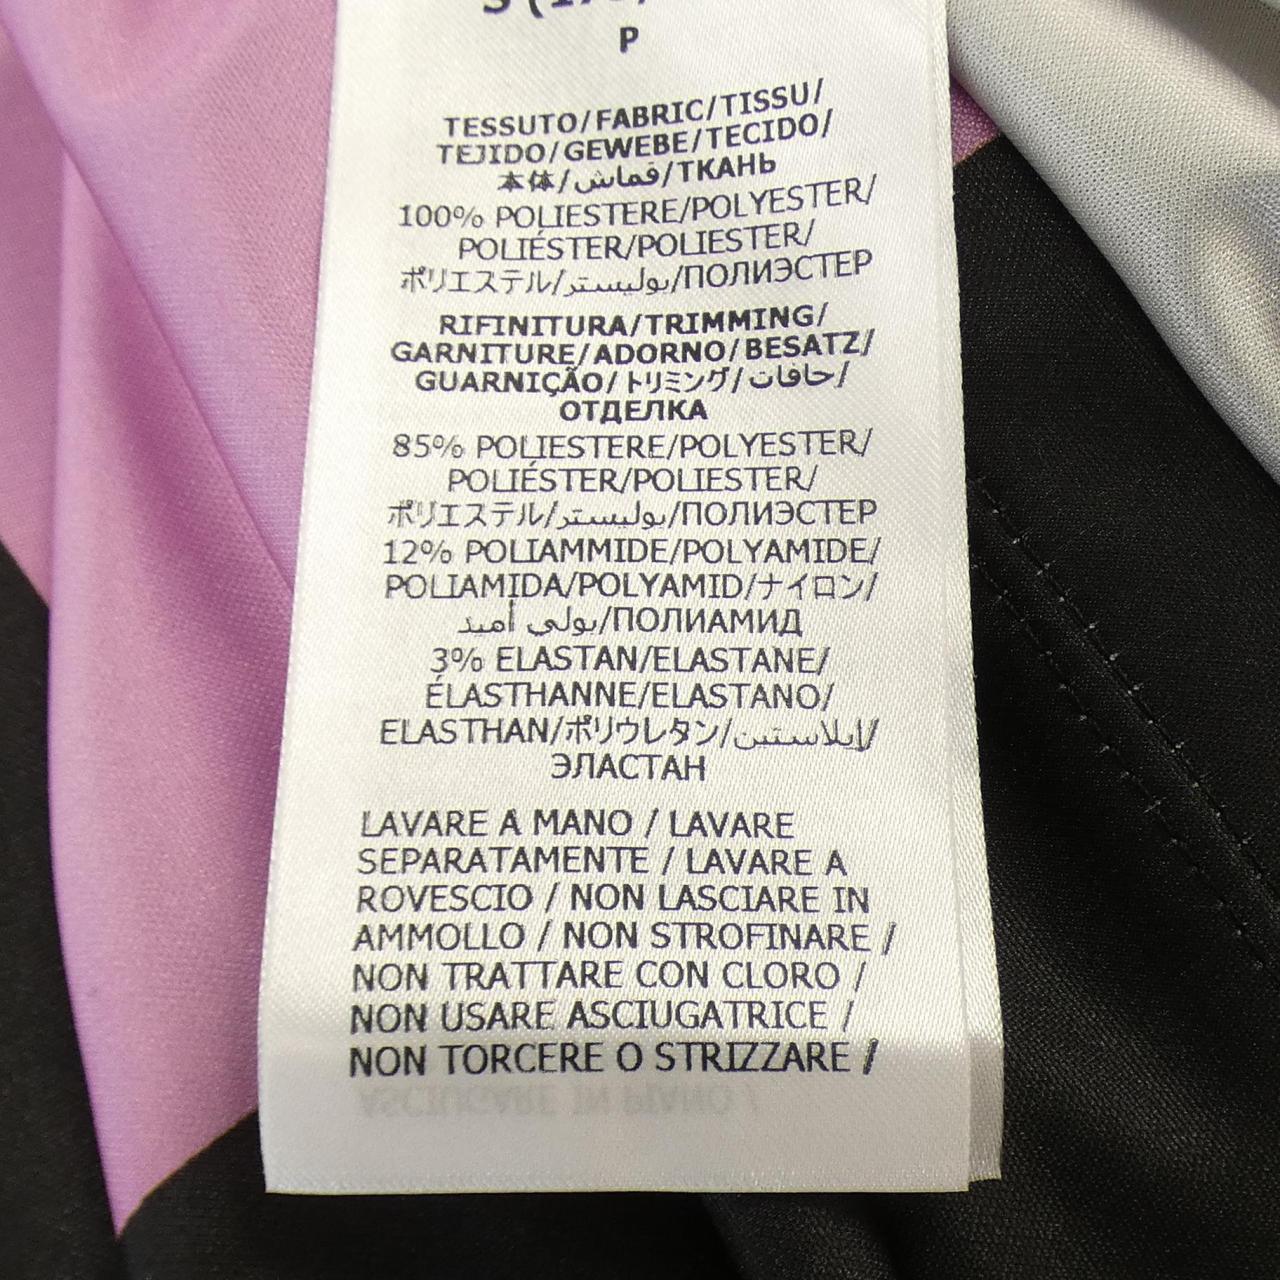 P
TESSUTO/FABRIC/TISSU/
TEJIDO/GEWEBE/TECIDO/
本体/قماش/ТКАНЬ
100% POLIESTERE/POLYESTER/
POLIÉSTER/POLIESTER/
ポリエステル/بوليستر/ПОЛИЭСТЕР
RIFINITURA/TRIMMING/
GARNITURE/ADORNO/BESATZ/
GUARNIÇÃO/トリミング/حافات/
ОТДЕЛКА
85% POLIESTERE/POLYESTER/
POLIÉSTER/POLIESTER/
ポリエステル/بوليستر/ПОЛИЭСТЕР
12% POLIAMMIDE/POLYAMIDE/
POLIAMIDA/POLYAMID/ナイロン/
بولي أميد/ПОЛИАМИД
3% ELASTAN/ELASTANE/
ÉLASTHANNE/ELASTANO/
ELASTHAN/ポリウレタン/إيلاستين/
ЭЛАСТАН
LAVARE A MANO / LAVARE
SEPARATAMENTE / LAVARE A
ROVESCIO / NON LASCIARE IN
AMMOLLO / NON STROFINARE /
NON TRATTARE CON CLORO /
NON USARE ASCIUGATRICE /
NON TORCERE O STRIZZARE /
ASCIUGARE IN PIANO /